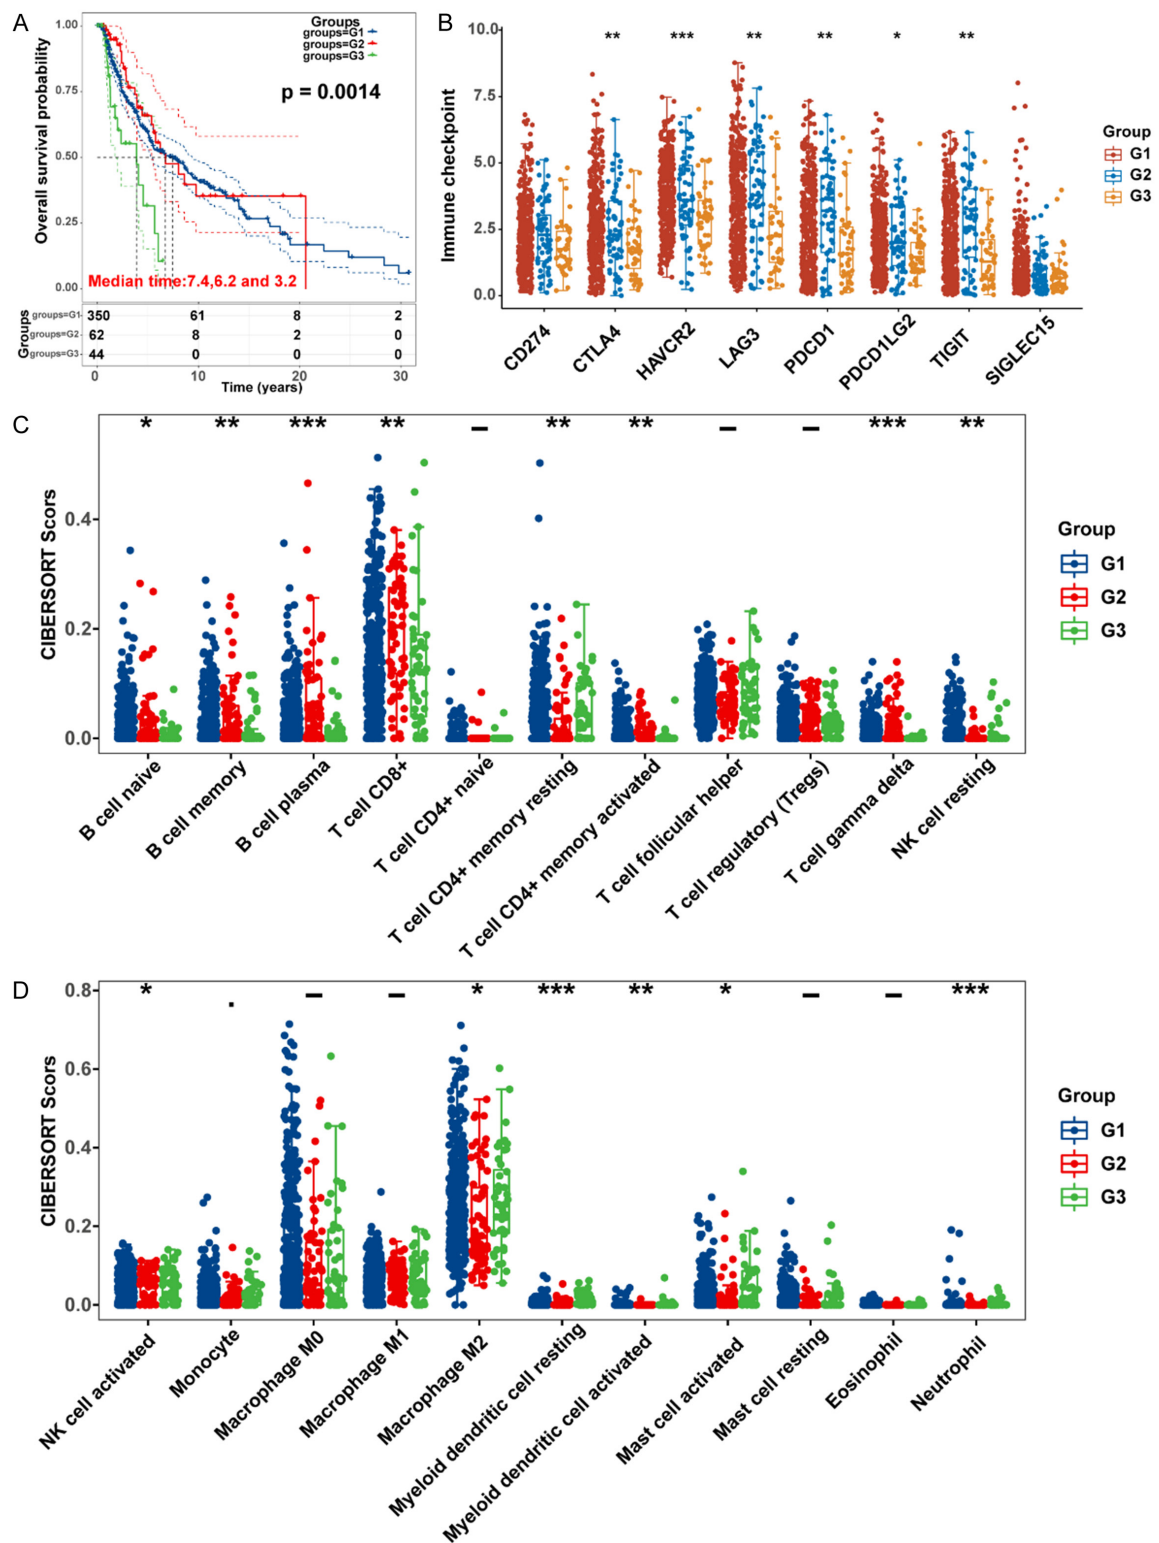 A
Overall survival probability
1.00
0.75
0.50
0.25
0.00
Groups
groups=G1
groups=G2
groups=G3
p = 0.0014
Median time:7.4,6.2 and 3.2
Groups
groups=G1 350 61 8 2
groups=G2 62 8 2 0
groups=G3 44 0 0 0
0 10 20 30
Time (years)
B
Immune checkpoint
10.0
7.5
5.0
2.5
0.0
** *** ** ** * **
CD274 CTLA4 HAVCR2 LAG3 PDCD1 PDCD1LG2 TIGIT SIGLEC15
Group
G1
G2
G3
C
CIBERSORT Scors
0.4
0.2
0.0
* ** *** ** – ** ** – – *** **
B cell naive
B cell memory
B cell plasma
T cell CD8+
T cell CD4+ naive
T cell CD4+ memory resting
T cell CD4+ memory activated
T cell follicular helper
T cell regulatory (Tregs)
T cell gamma delta
NK cell resting
Group
G1
G2
G3
D
CIBERSORT Scors
0.8
0.6
0.4
0.2
0.0
* . – – * *** ** * – – ***
NK cell activated
Monocyte
Macrophage M0
Macrophage M1
Macrophage M2
Myeloid dendritic cell resting
Myeloid dendritic cell activated
Mast cell activated
Mast cell resting
Eosinophil
Neutrophil
Group
G1
G2
G3